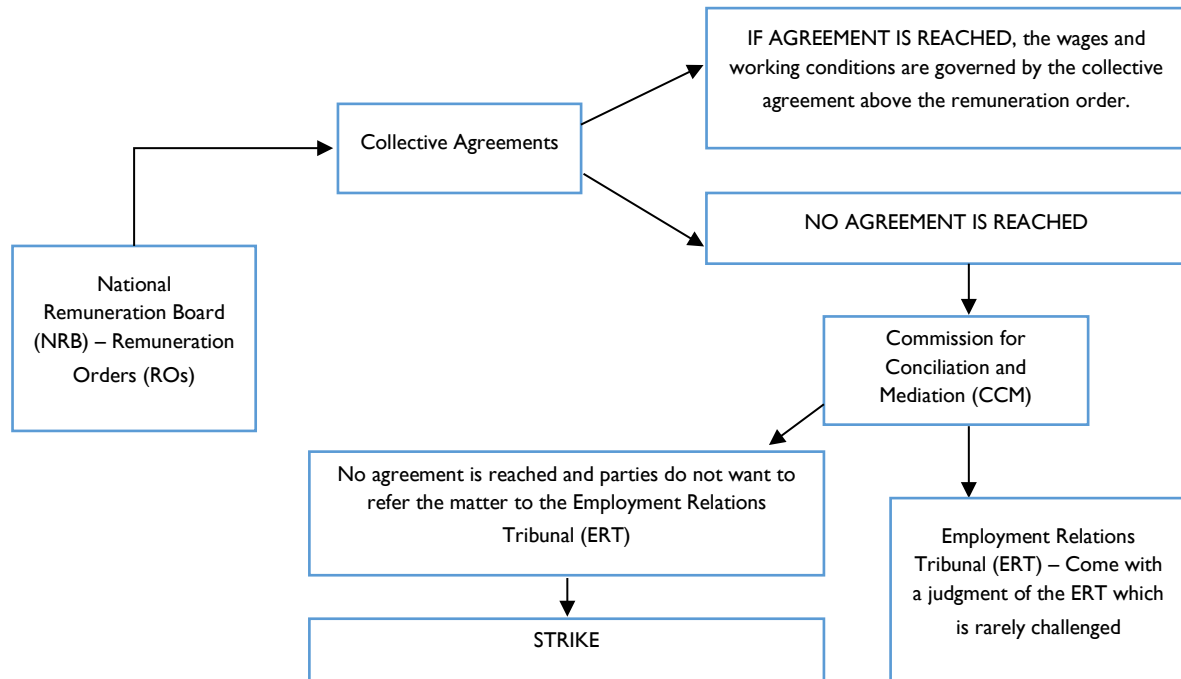 IF AGREEMENT IS REACHED, the wages and
working conditions are governed by the collective
agreement above the remuneration order.
Collective Agreements
NO AGREEMENT IS REACHED
National
Remuneration Board
(NRB) – Remuneration
Orders (ROs)
Commission for
Conciliation and
Mediation (CCM)
No agreement is reached and parties do not want to
refer the matter to the Employment Relations
Tribunal (ERT)
Employment Relations
Tribunal (ERT) – Come with
a judgment of the ERT which
is rarely challenged
STRIKE